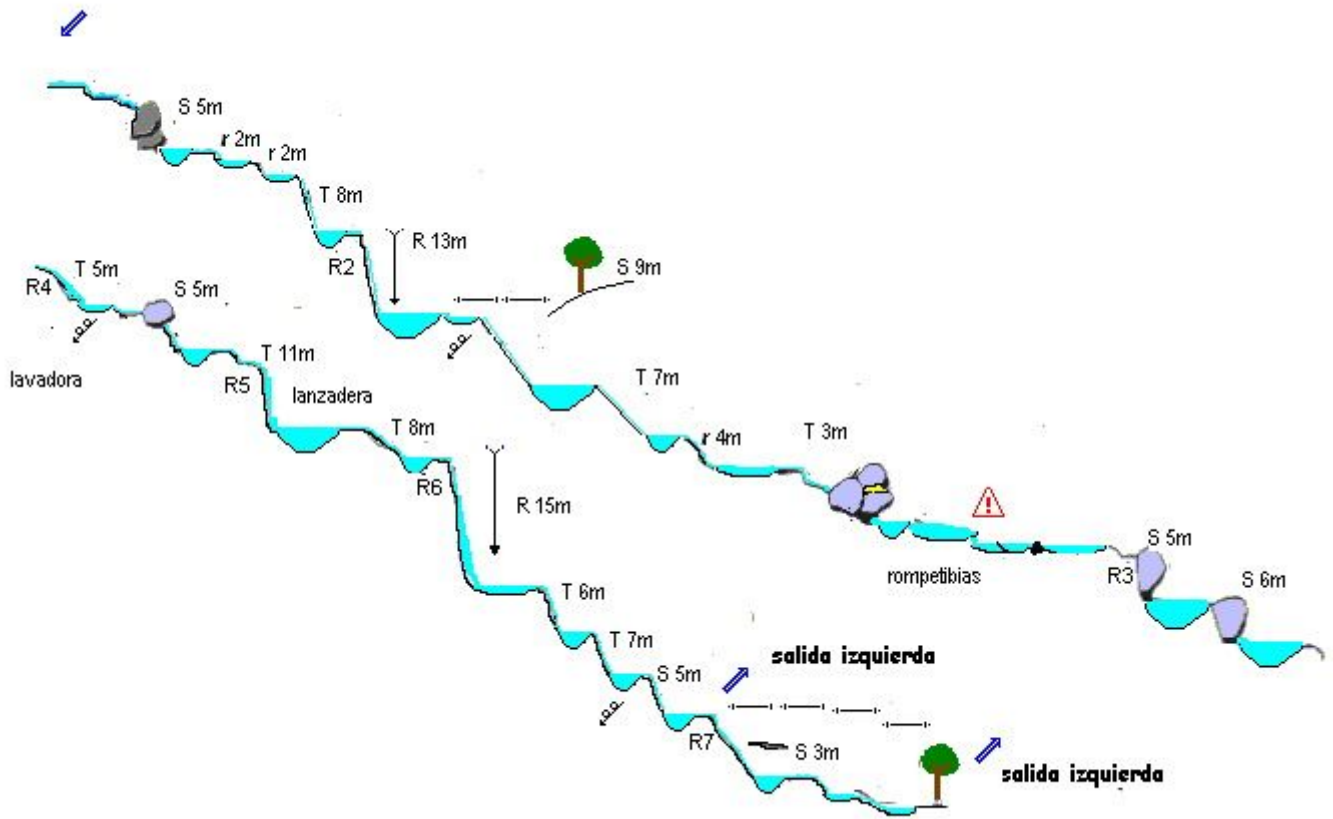 S 5m
r 2m
r 2m
T 8m
R2
R 13m
S 9m
T 7m
r 4m
T 3m
rompetibias
R3
S 5m
S 6m
R4
T 5m
lavadora
S 5m
R5
T 11m
lanzadera
T 8m
R6
R 15m
T 6m
T 7m
S 5m
R7
salida izquierda
S 3m
salida izquierda